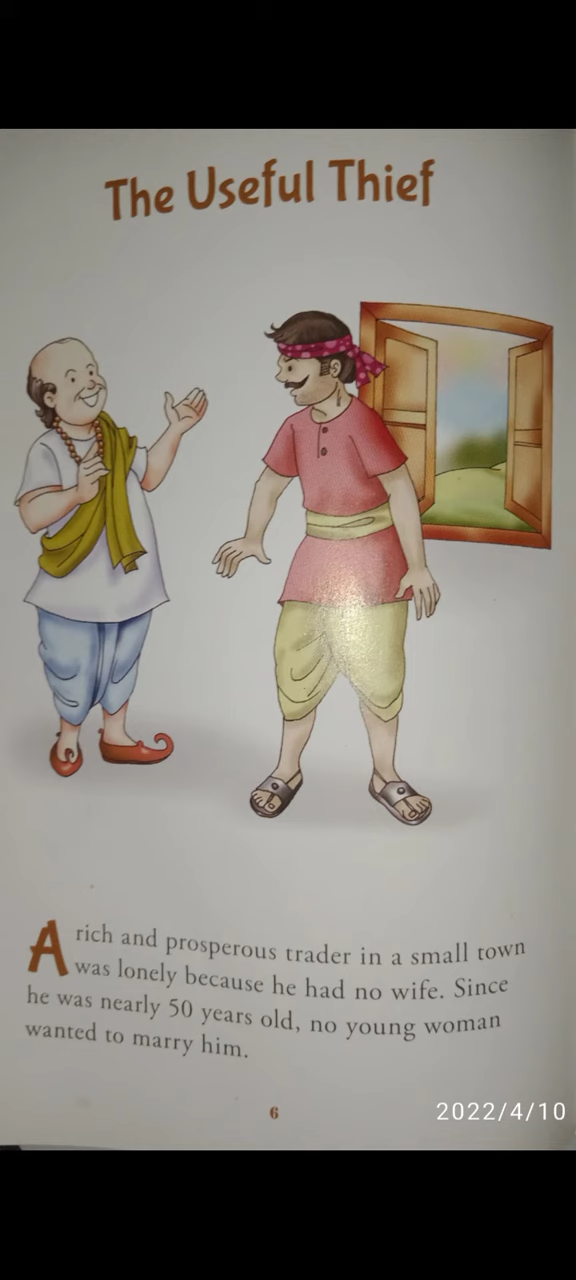 The Useful Thief
A rich and prosperous trader in a small town
was lonely because he had no wife. Since
he was nearly 50 years old, no young woman
wanted to marry him.
6
2022/4/10